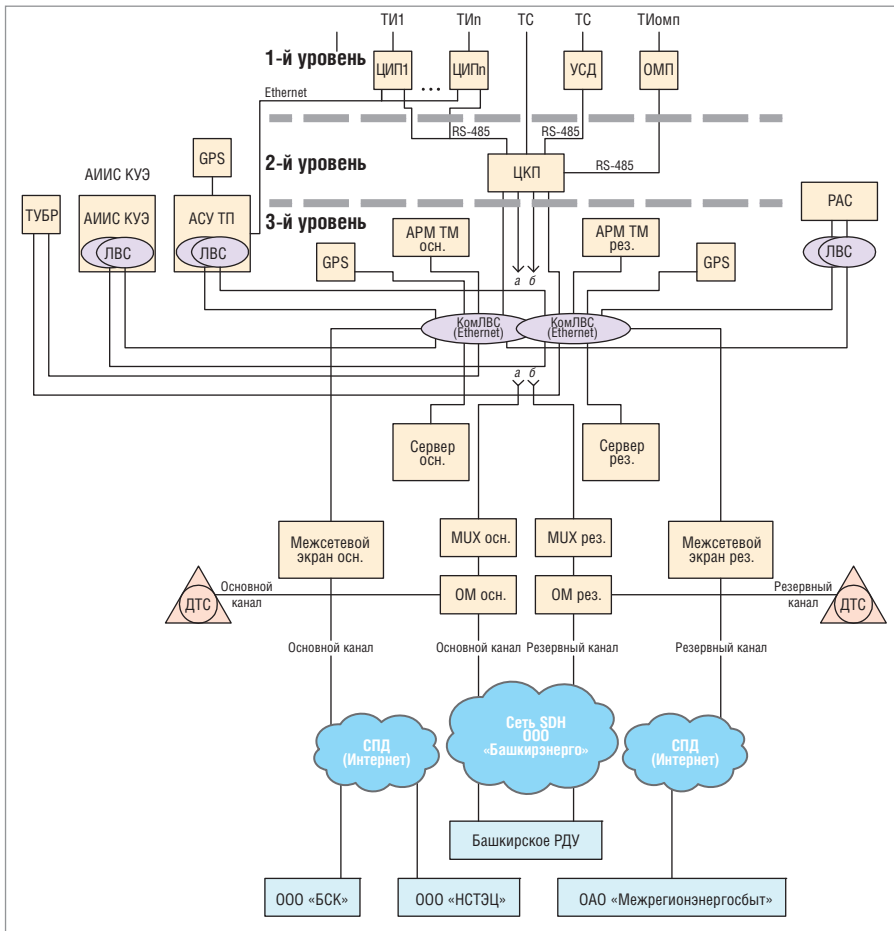 ТИ1
ТИn
ТС
ТС
ТИомп
1-й уровень
ЦИП1
...
ЦИПn
УСД
ОМП
Ethernet
RS-485
RS-485
2-й уровень
ЦКП
RS-485
GPS
АИИС КУЭ
3-й уровень
ТУБР
АИИС КУЭ
АСУ ТП
РАС
ЛВС
ЛВС
ЛВС
АРМ ТМ
осн.
АРМ ТМ
рез.
GPS
GPS
а б
КомЛВС
(Ethernet)
КомЛВС
(Ethernet)
а б
Сервер
осн.
Сервер
рез.
Межсетевой
экран осн.
MUX осн.
MUX рез.
Межсетевой
экран рез.
ДТС
Основной
канал
ОМ осн.
ОМ рез.
Резервный
канал
ДТС
Основной канал
Основной канал
Резервный канал
Резервный канал
СПД
(Интернет)
Сеть SDH
ООО
«Башкирэнерго»
СПД
(Интернет)
Башкирское РДУ
ООО «БСК»
ООО «НСТЭЦ»
ОАО «Межрегионэнергосбыт»